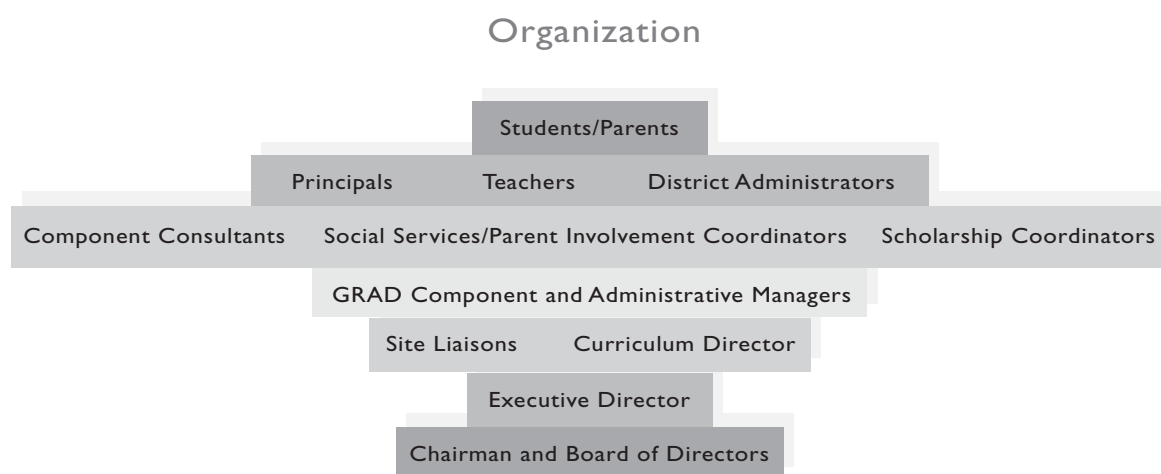 Organization
Students/Parents
Principals Teachers District Administrators
Component Consultants Social Services/Parent Involvement Coordinators Scholarship Coordinators
GRAD Component and Administrative Managers
Site Liaisons Curriculum Director
Executive Director
Chairman and Board of Directors